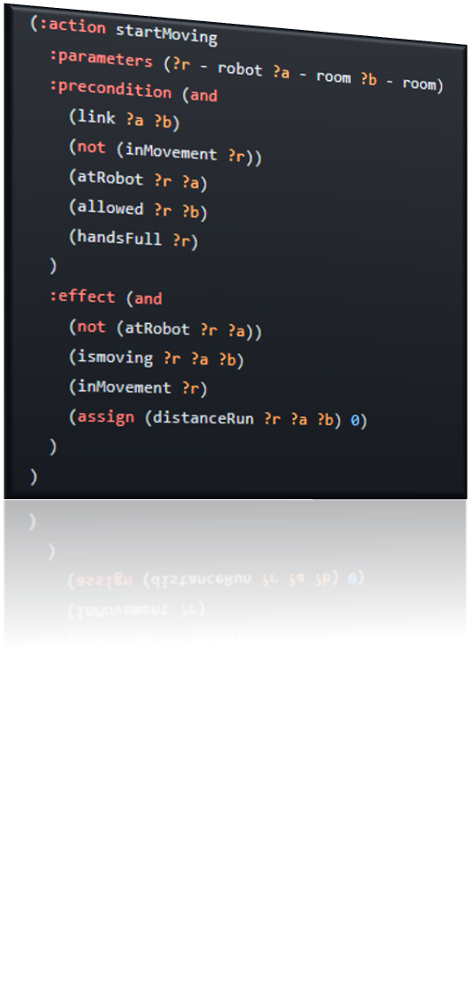 (:action startMoving
:parameters (?r - robot ?a - room ?b - room)
:precondition (and
(link ?a ?b)
(not (inMovement ?r))
(atRobot ?r ?a)
(allowed ?r ?b)
(handsFull ?r)
)
:effect (and
(not (atRobot ?r ?a))
(ismoving ?r ?a ?b)
(inMovement ?r)
(assign (distanceRun ?r ?a ?b) 0)
)
)